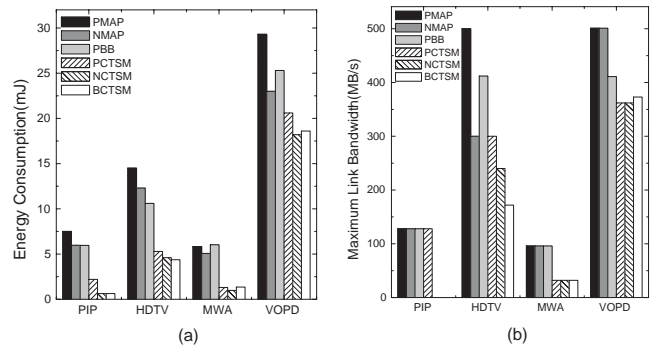 30
25
20
15
10
5
0
Energy Consumption(mJ)
PMAP
NMAP
PBB
PCTSM
NCTSM
BCTSM
PIP HDTV MWA VOPD
(a)
500
400
300
200
100
0
Maximum Link Bandwidth(MB/s)
PMAP
NMAP
PBB
PCTSM
NCTSM
BCTSM
PIP HDTV MWA VOPD
(b)